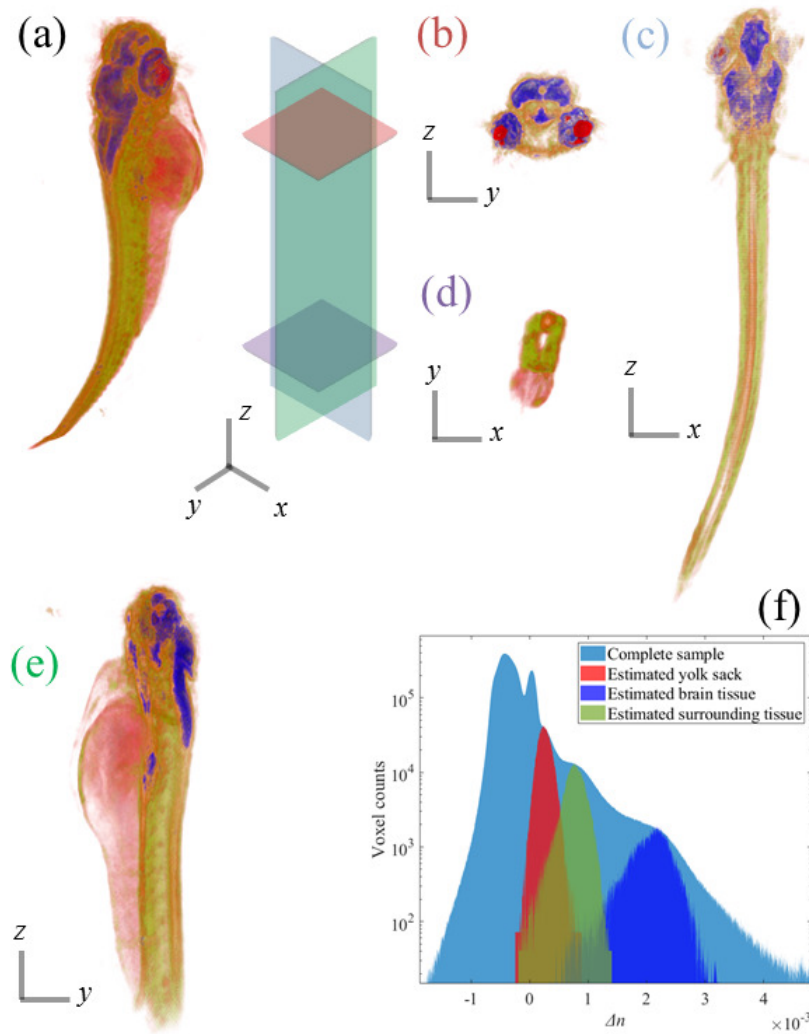 (a)
(b)
(c)
z
y
(d)
y
x
z
x
z
y
x
(e)
z
y
(f)
Complete sample
Estimated yolk sack
Estimated brain tissue
Estimated surrounding tissue
Voxel counts
10^5
10^4
10^3
10^2
-1 0 1 2 3 4
×10^-3
Δn